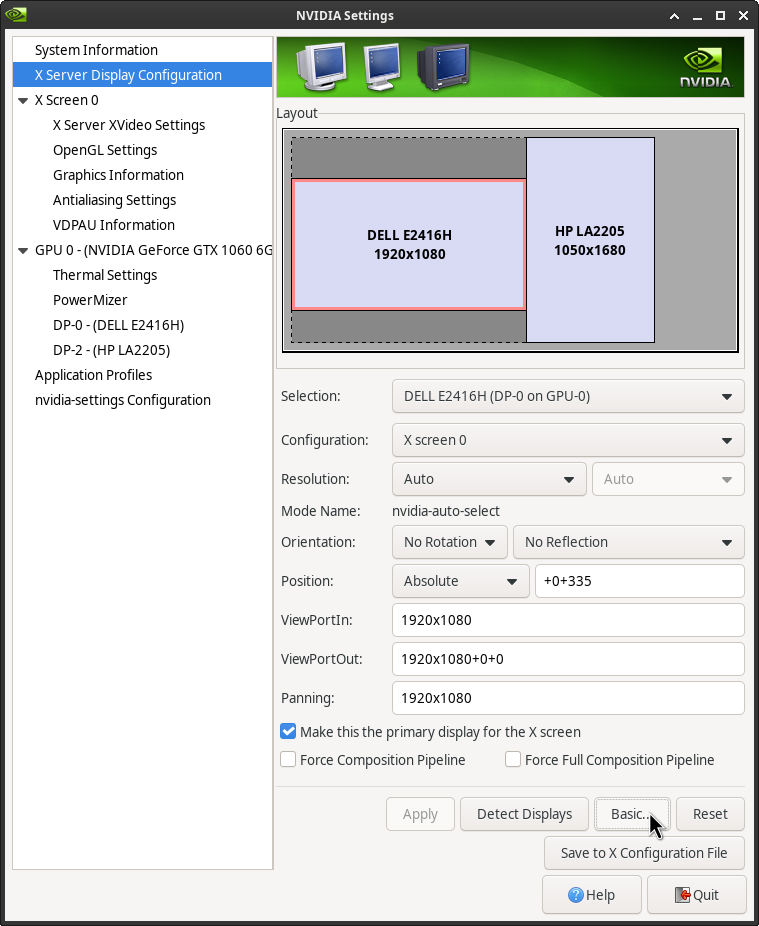 NVIDIA Settings
System Information
X Server Display Configuration
X Screen 0
X Server XVideo Settings
OpenGL Settings
Graphics Information
Antialiasing Settings
VDPAU Information
GPU 0 - (NVIDIA GeForce GTX 1060 6G
Thermal Settings
PowerMizer
DP-0 - (DELL E2416H)
DP-2 - (HP LA2205)
Application Profiles
nvidia-settings Configuration
NVIDIA.
Layout
DELL E2416H
1920x1080
HP LA2205
1050x1680
Selection: DELL E2416H (DP-0 on GPU-0)
Configuration: X screen 0
Resolution: Auto Auto
Mode Name: nvidia-auto-select
Orientation: No Rotation No Reflection
Position: Absolute +0+335
ViewPortIn: 1920x1080
ViewPortOut: 1920x1080+0+0
Panning: 1920x1080
Make this the primary display for the X screen
Force Composition Pipeline Force Full Composition Pipeline
Apply Detect Displays Basic... Reset
Save to X Configuration File
Help Quit